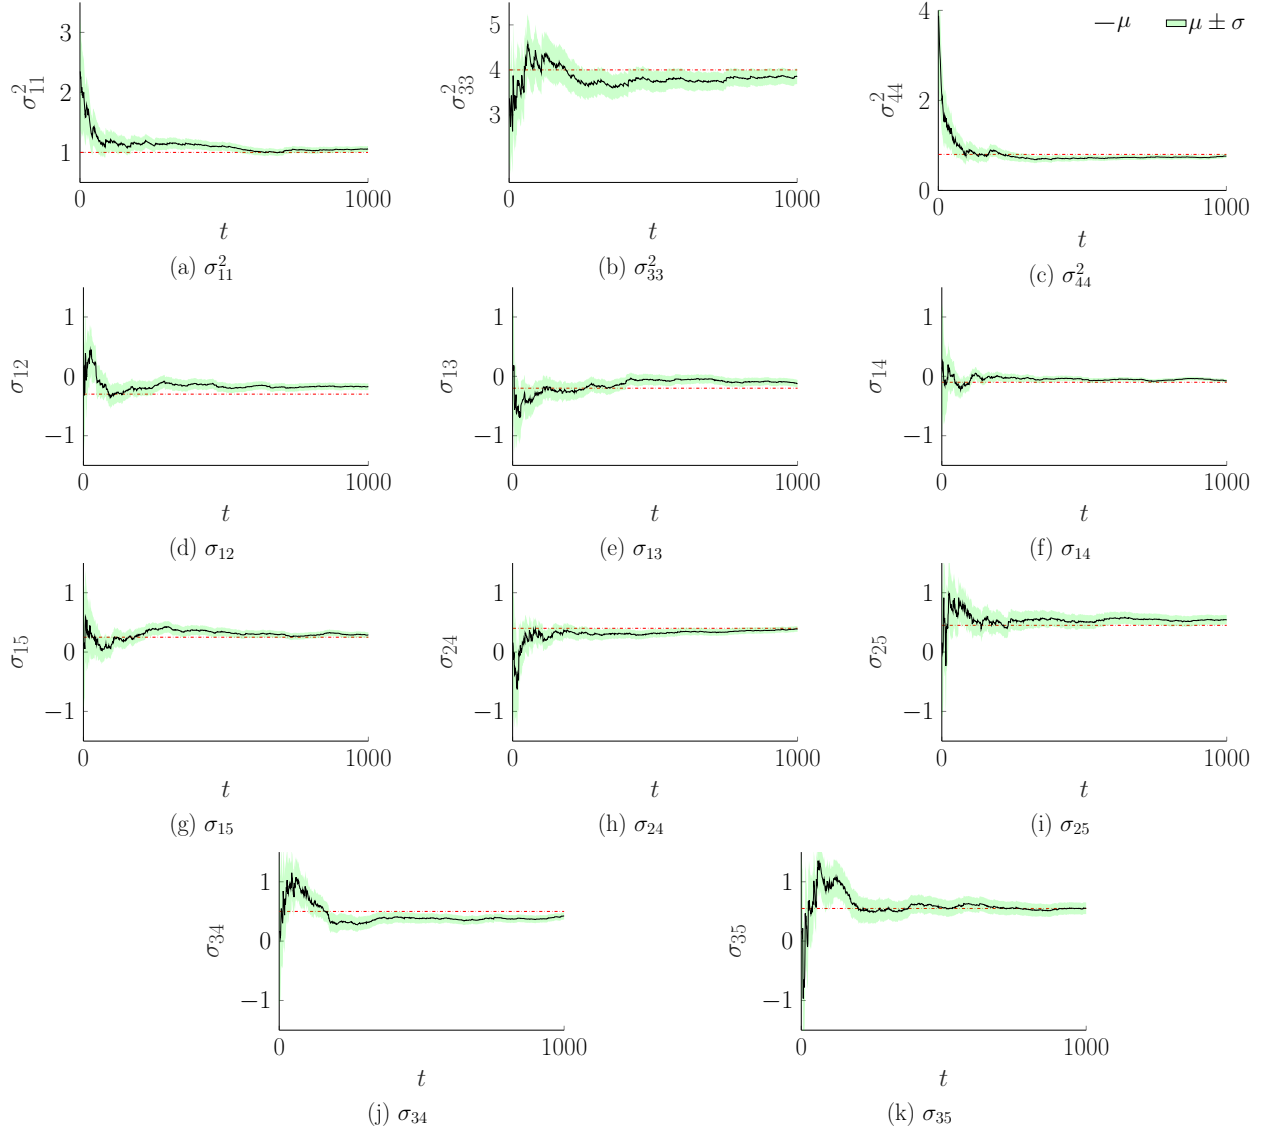 3
2
1
σ²₁₁
0 1000
t
(a) σ²₁₁
5
4
3
σ²₃₃
0 1000
t
(b) σ²₃₃
4
2
0
σ²₄₄
μ μ ± σ
0 1000
t
(c) σ²₄₄
1
0
−1
σ₁₂
0 1000
t
(d) σ₁₂
1
0
−1
σ₁₃
0 1000
t
(e) σ₁₃
1
0
−1
σ₁₄
0 1000
t
(f) σ₁₄
1
0
−1
σ₁₅
0 1000
t
(g) σ₁₅
1
0
−1
σ₂₄
0 1000
t
(h) σ₂₄
1
0
−1
σ₂₅
0 1000
t
(i) σ₂₅
1
0
−1
σ₃₄
0 1000
t
(j) σ₃₄
1
0
−1
σ₃₅
0 1000
t
(k) σ₃₅